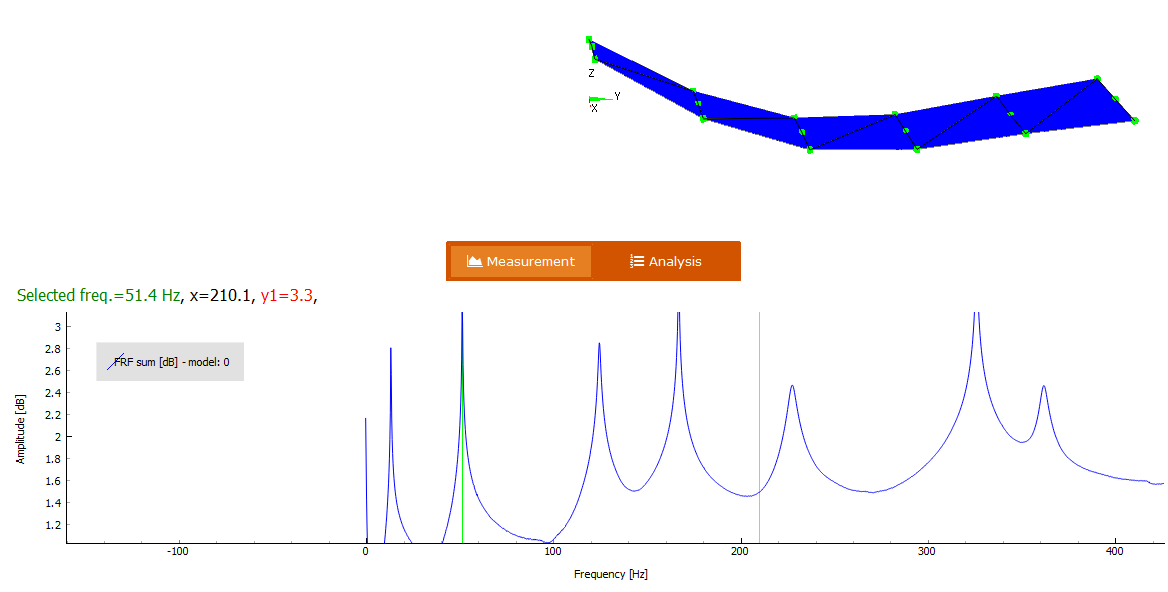 Z
Y
X
Measurement
Analysis
Selected freq.=51.4 Hz, x=210.1, y1=3.3,
FRF sum [dB] - model: 0
Amplitude [dB]
3
2.8
2.6
2.4
2.2
2
1.8
1.6
1.4
1.2
-100 0 100 200 300 400
Frequency [Hz]